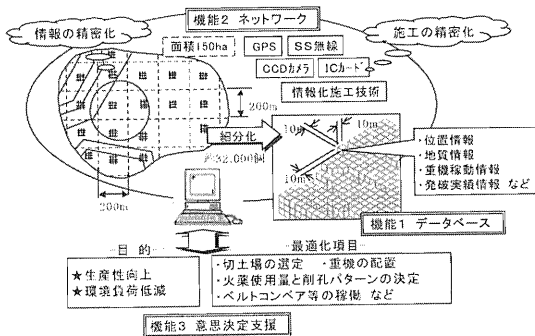 機能2 ネットワーク
情報の精密化
施工の精密化
面積150ha
GPS
SS無線
CCDカメラ
ICカード
情報化施工技術
200m
細分化
約32,000個
200m
10m
10m
10m
・位置情報
・地質情報
・重機稼動情報
・発破実績情報 など
機能1 データベース
目 的
★生産性向上
★環境負荷低減
最適化項目
・切土場の選定 ・重機の配置
・火薬使用量と削孔パターンの決定
・ベルトコンベア等の稼働 など
機能3 意思決定支援